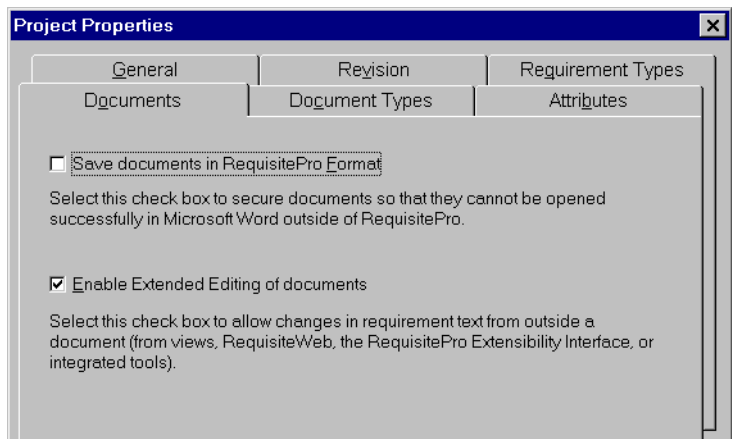 Project Properties
General Revision Requirement Types
Documents Document Types Attributes
Save documents in RequisitePro Format
Select this check box to secure documents so that they cannot be opened
successfully in Microsoft Word outside of RequisitePro.
Enable Extended Editing of documents
Select this check box to allow changes in requirement text from outside a
document (from views, RequisiteWeb, the RequisitePro Extensibility Interface, or
integrated tools).